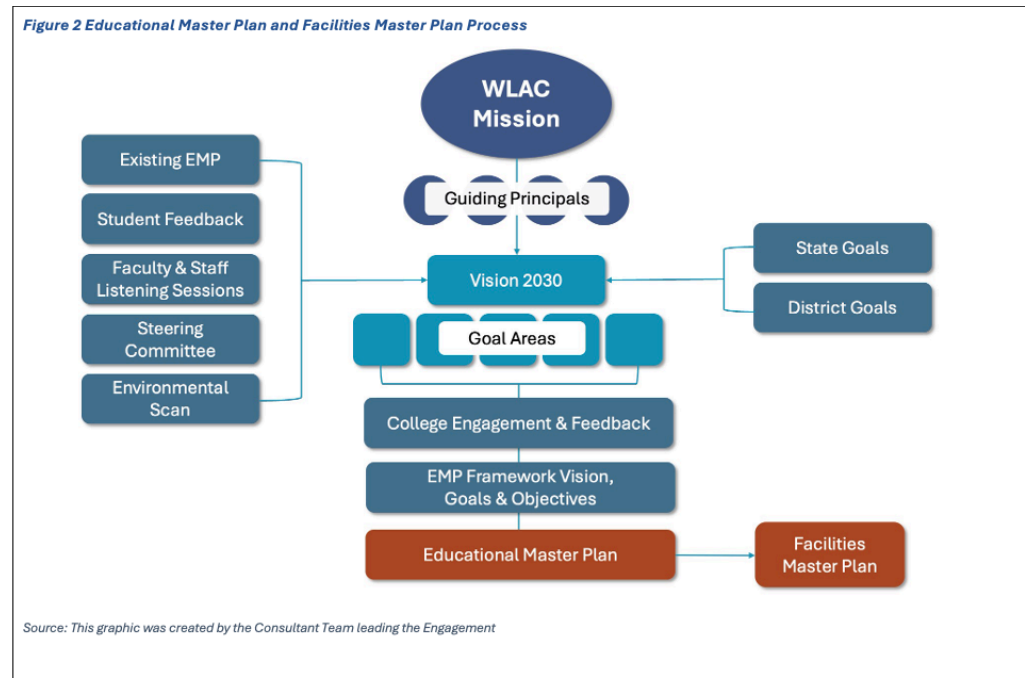 Figure 2 Educational Master Plan and Facilities Master Plan Process
WLAC
Mission
Guiding Principals
Existing EMP
Student Feedback
Faculty & Staff
Listening Sessions
Steering
Committee
Environmental
Scan
Vision 2030
State Goals
District Goals
Goal Areas
College Engagement & Feedback
EMP Framework Vision,
Goals & Objectives
Educational Master Plan
Facilities
Master Plan
Source: This graphic was created by the Consultant Team leading the Engagement